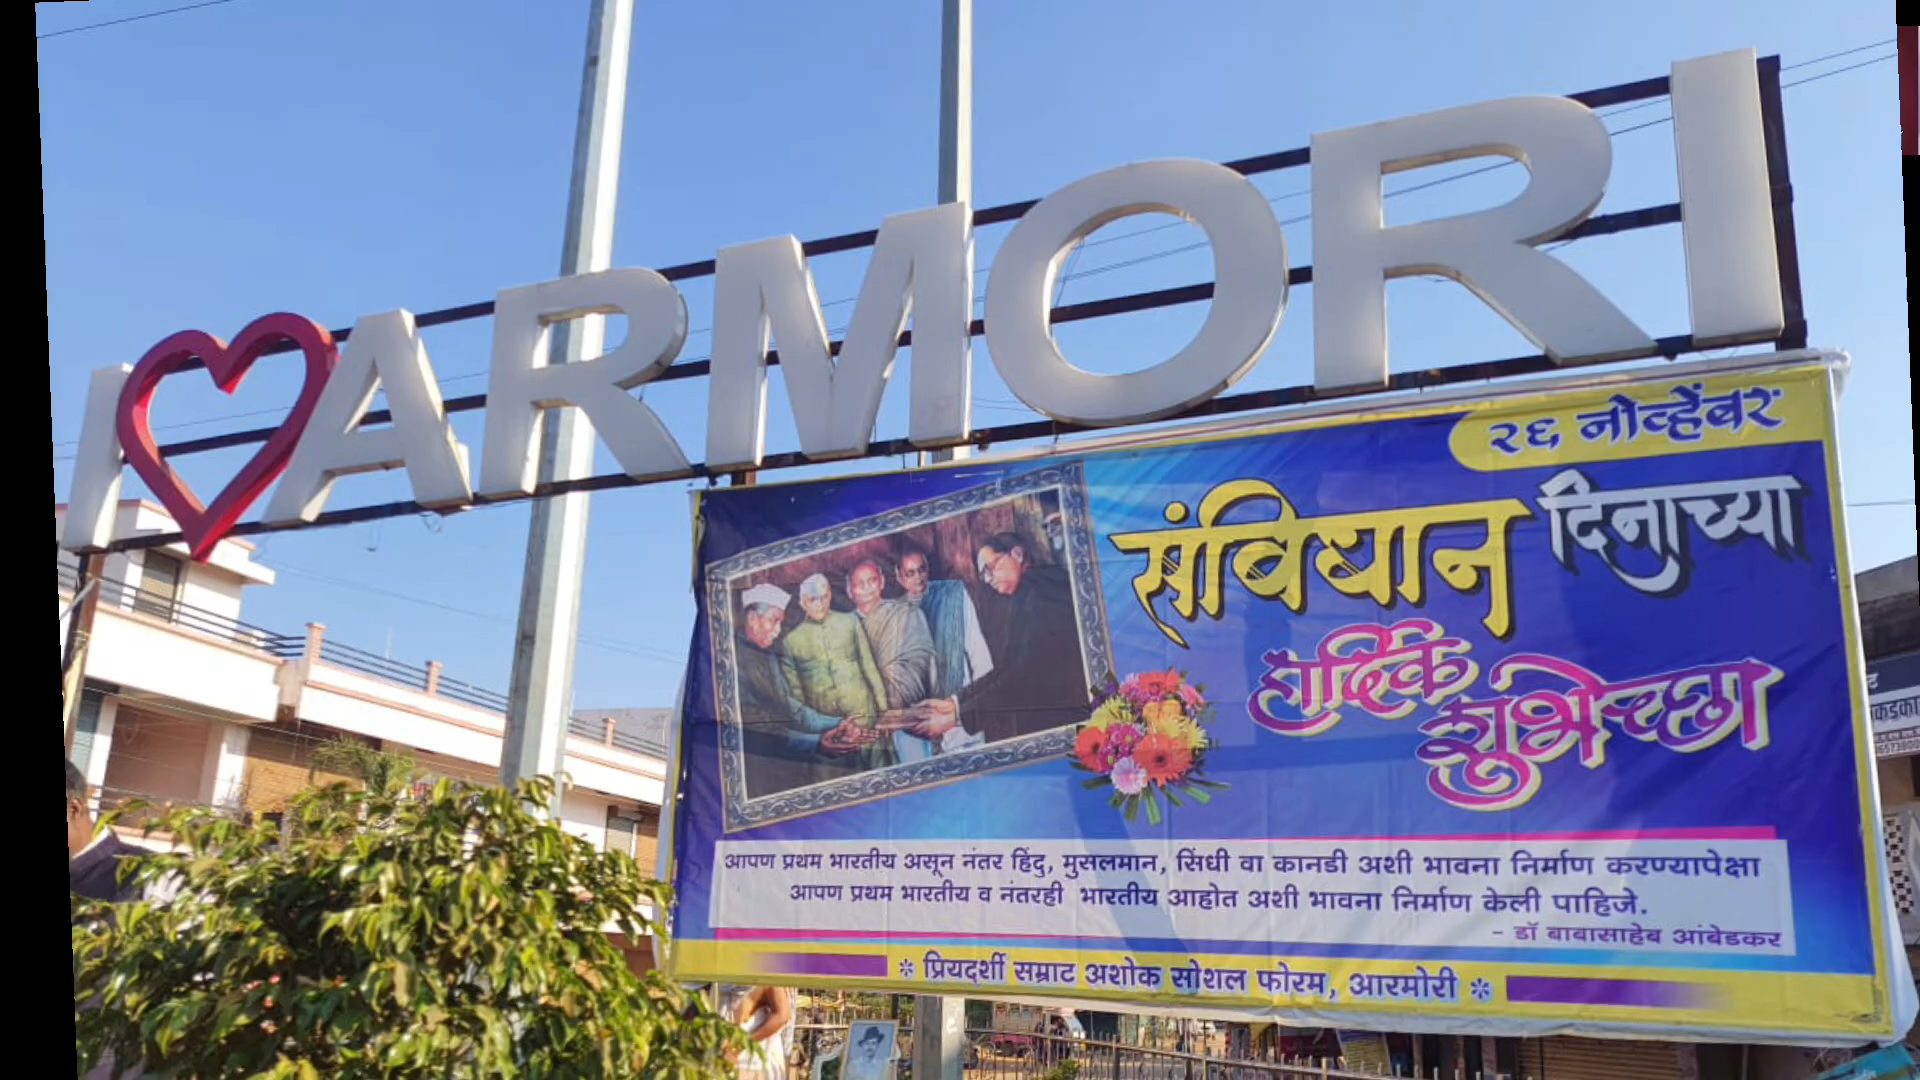 I ARMORI
२६ नोव्हेंबर
संविधान दिनाच्या
हार्दिक
शुभेच्छा
आपण प्रथम भारतीय असून नंतर हिंदु, मुसलमान, सिंधी वा कानडी अशी भावना निर्माण करण्यापेक्षा
आपण प्रथम भारतीय व नंतरही भारतीय आहोत अशी भावना निर्माण केली पाहिजे.
- डॉ बाबासाहेब आंबेडकर
* प्रियदर्शी सम्राट अशोक सोशल फोरम, आरमोरी *